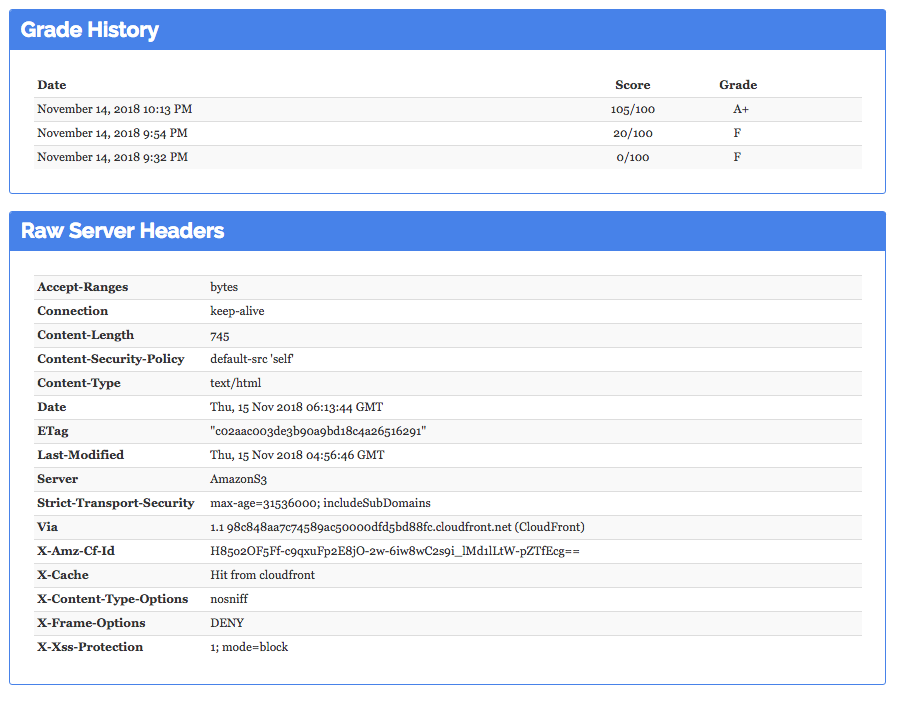 Grade History
Date Score Grade
November 14, 2018 10:13 PM 105/100 A+
November 14, 2018 9:54 PM 20/100 F
November 14, 2018 9:32 PM 0/100 F
Raw Server Headers
Accept-Ranges bytes
Connection keep-alive
Content-Length 745
Content-Security-Policy default-src 'self'
Content-Type text/html
Date Thu, 15 Nov 2018 06:13:44 GMT
ETag "c02aac003de3b90a9bd18c4a26516291"
Last-Modified Thu, 15 Nov 2018 04:56:46 GMT
Server AmazonS3
Strict-Transport-Security max-age=31536000; includeSubDomains
Via 1.1 98c848aa7c74589ac50000dfd5bd88fc.cloudfront.net (CloudFront)
X-Amz-Cf-Id H85o2OF5Ff-c9qxuFp2E8jO-2w-6iw8wC2s9i_lMd1lLtW-pZTfEcg==
X-Cache Hit from cloudfront
X-Content-Type-Options nosniff
X-Frame-Options DENY
X-Xss-Protection 1; mode=block